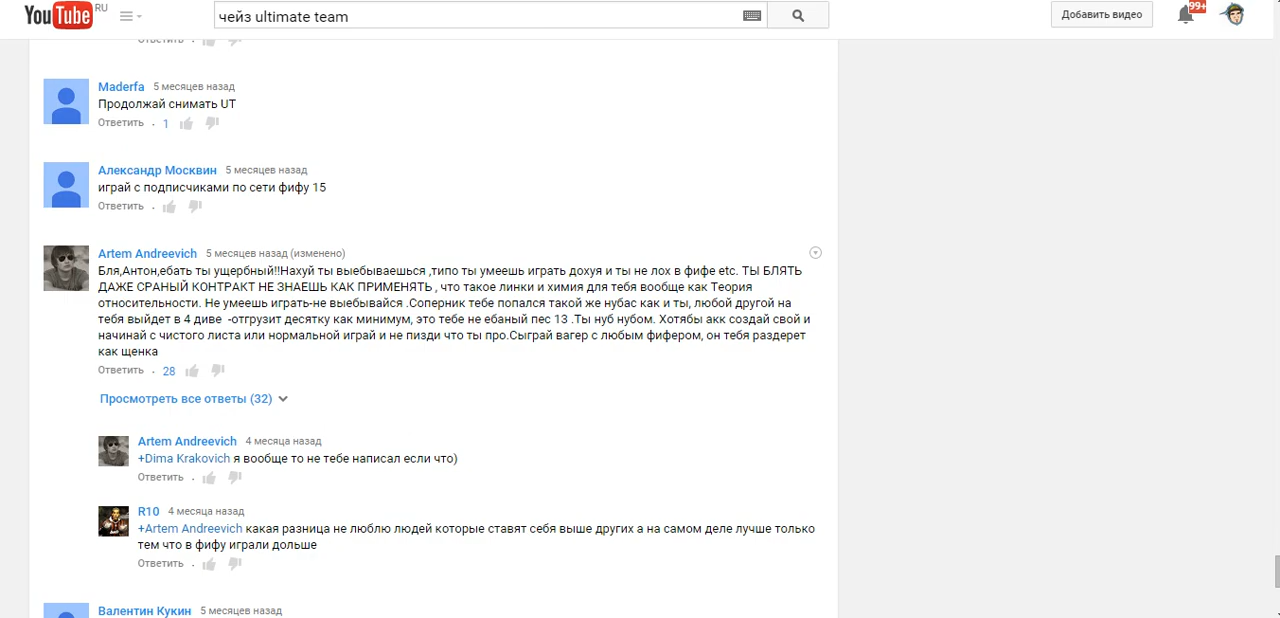 YouTube RU
чейз ultimate team
Добавить видео
99+
Ответить
Maderfa 5 месяцев назад
Продолжай снимать UT
Ответить . 1
Александр Москвин 5 месяцев назад
играй с подписчиками по сети фифу 15
Ответить .
Artem Andreevich 5 месяцев назад (изменено)
Бля,Антон,ебать ты ущербный!!Нахуй ты выебываешься ,типо ты умеешь играть дохуя и ты не лох в фифе etc. ТЫ БЛЯТЬ
ДАЖЕ СРАНЫЙ КОНТРАКТ НЕ ЗНАЕШЬ КАК ПРИМЕНЯТЬ , что такое линки и химия для тебя вообще как Теория
относительности. Не умеешь играть-не выебывайся .Соперник тебе попался такой же нубас как и ты, любой другой на
тебя выйдет в 4 диве -отгрузит десятку как минимум, это тебе не ебаный пес 13 .Ты нуб нубом. Хотябы акк создай свой и
начинай с чистого листа или нормальной играй и не пизди что ты про.Сыграй вагер с любым фифером, он тебя раздерет
как щенка
Ответить . 28
Просмотреть все ответы (32)
Artem Andreevich 4 месяца назад
+Dima Krakovich я вообще то не тебе написал если что)
Ответить .
R10 4 месяца назад
+Artem Andreevich какая разница не люблю людей которые ставят себя выше других а на самом деле лучше только
тем что в фифу играли дольше
Ответить .
Валентин Кукин 5 месяцев назад